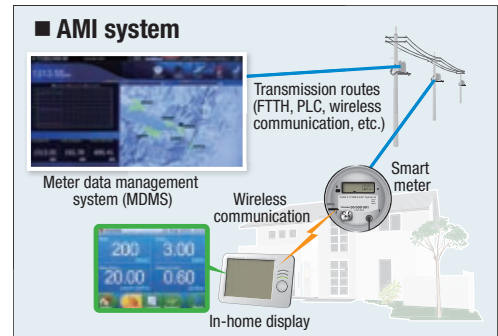 ■ AMI system
Transmission routes
(FTTH, PLC, wireless
communication, etc.)
Meter data management
system (MDMS)
Smart
meter
Wireless
communication
200
3.00
20.00
0.60
In-home display